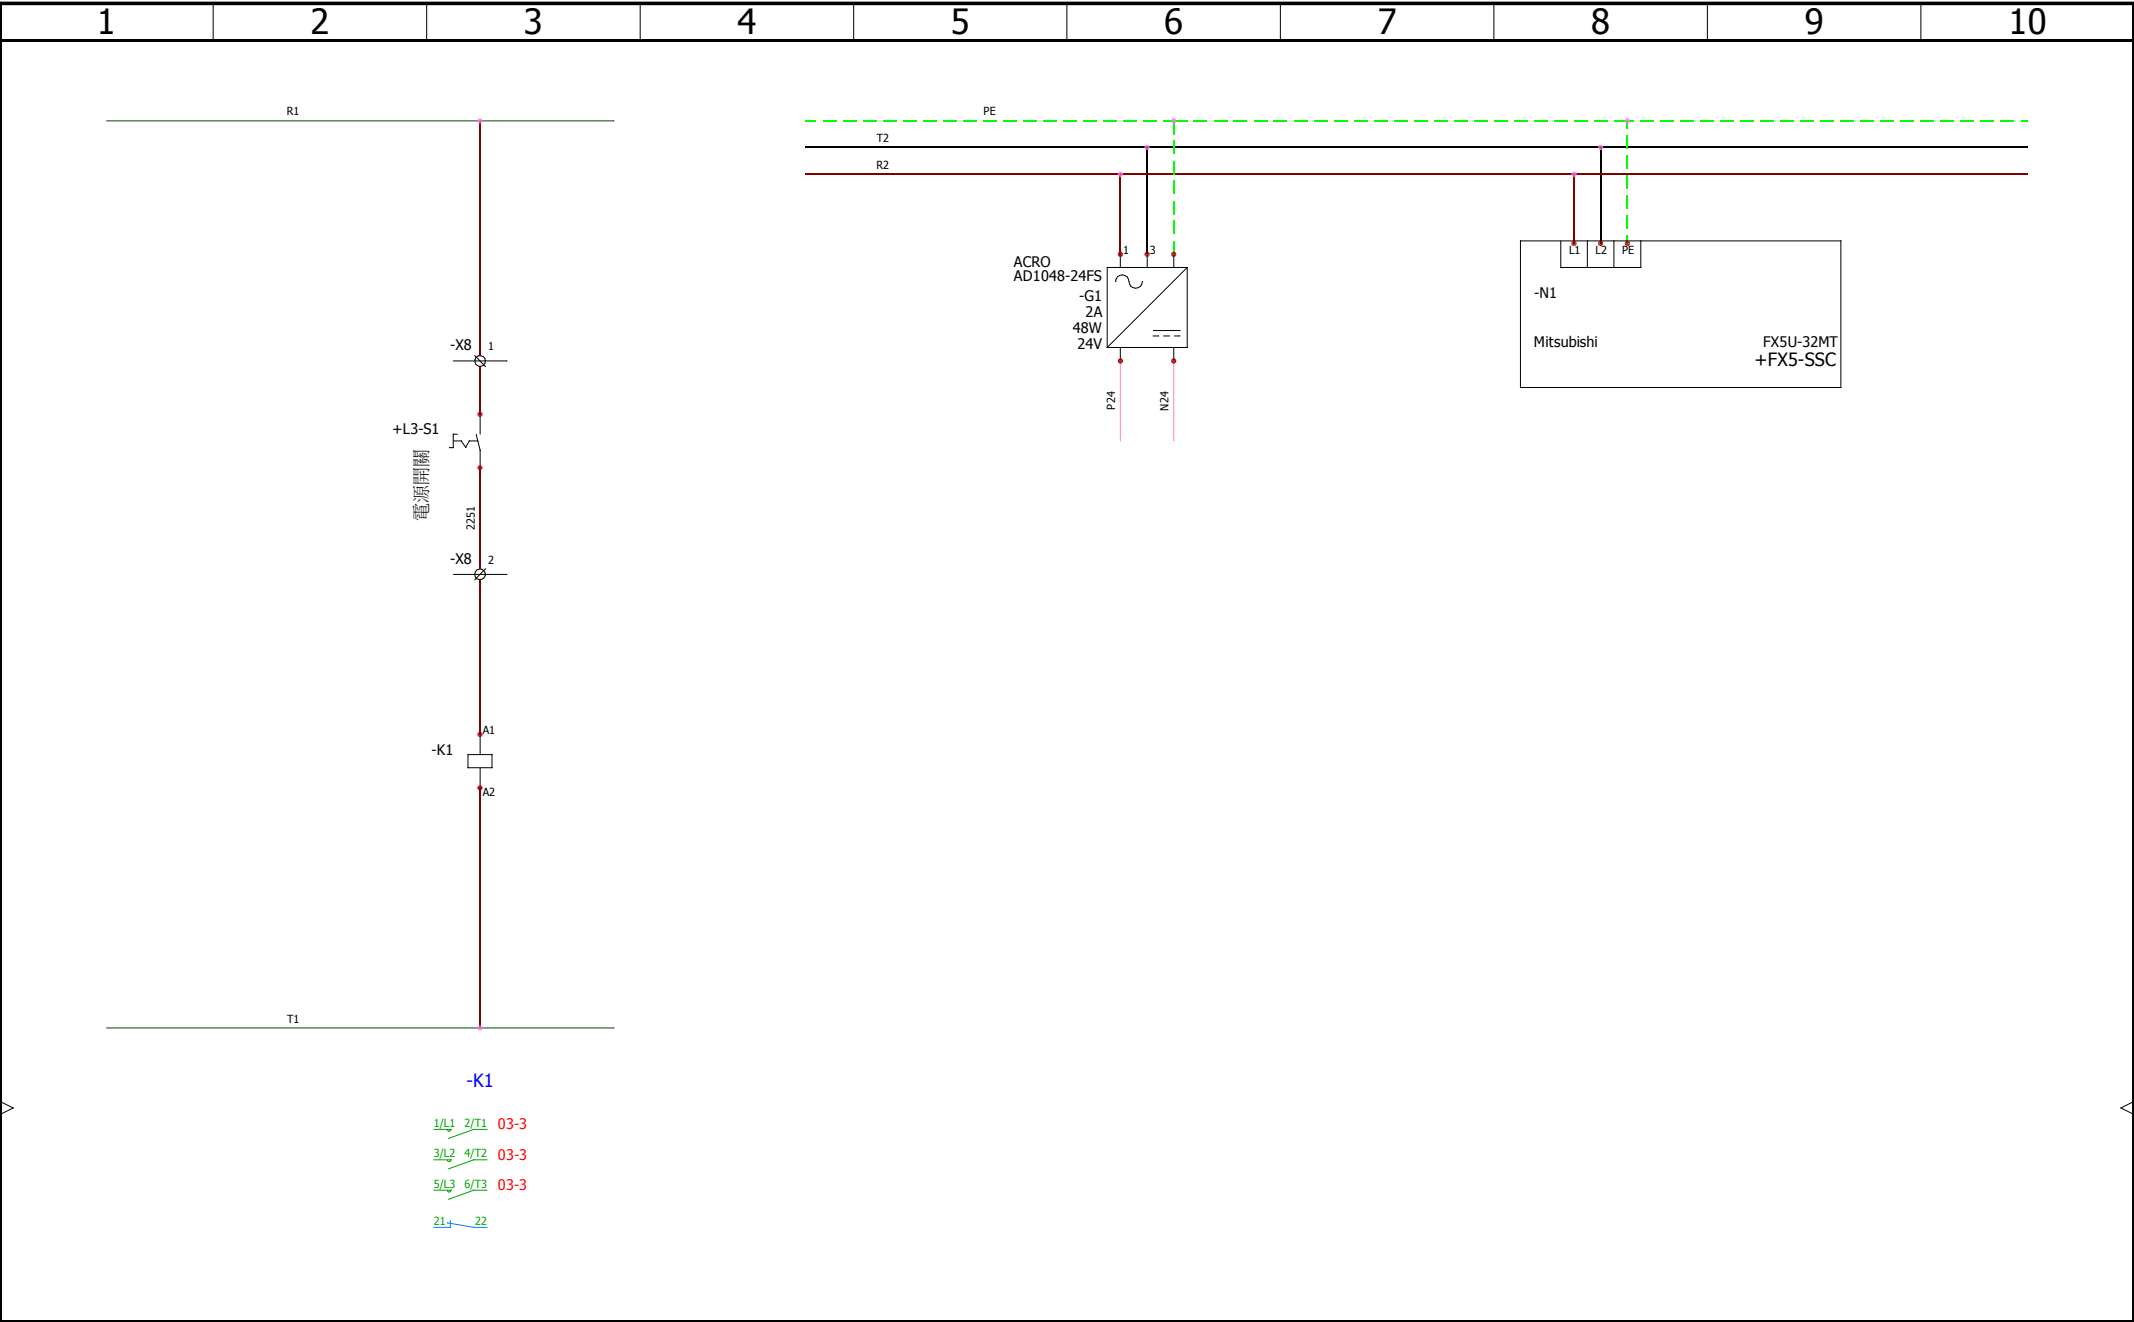 1 2 3 4 5 6 7 8 9 10
R1
PE
T2
R2
1 3
ACRO
AD1048-24FS
-G1
2A
48W
24V
P24
N24
L1 L2 PE
-N1
Mitsubishi
FX5U-32MT
+FX5-SSC
-X8 1
+L3-S1
電源開關
2251
-X8 2
A1
-K1
A2
T1
-K1
1/L1 2/T1 03-3
3/L2 4/T2 03-3
5/L3 6/T3 03-3
21 22